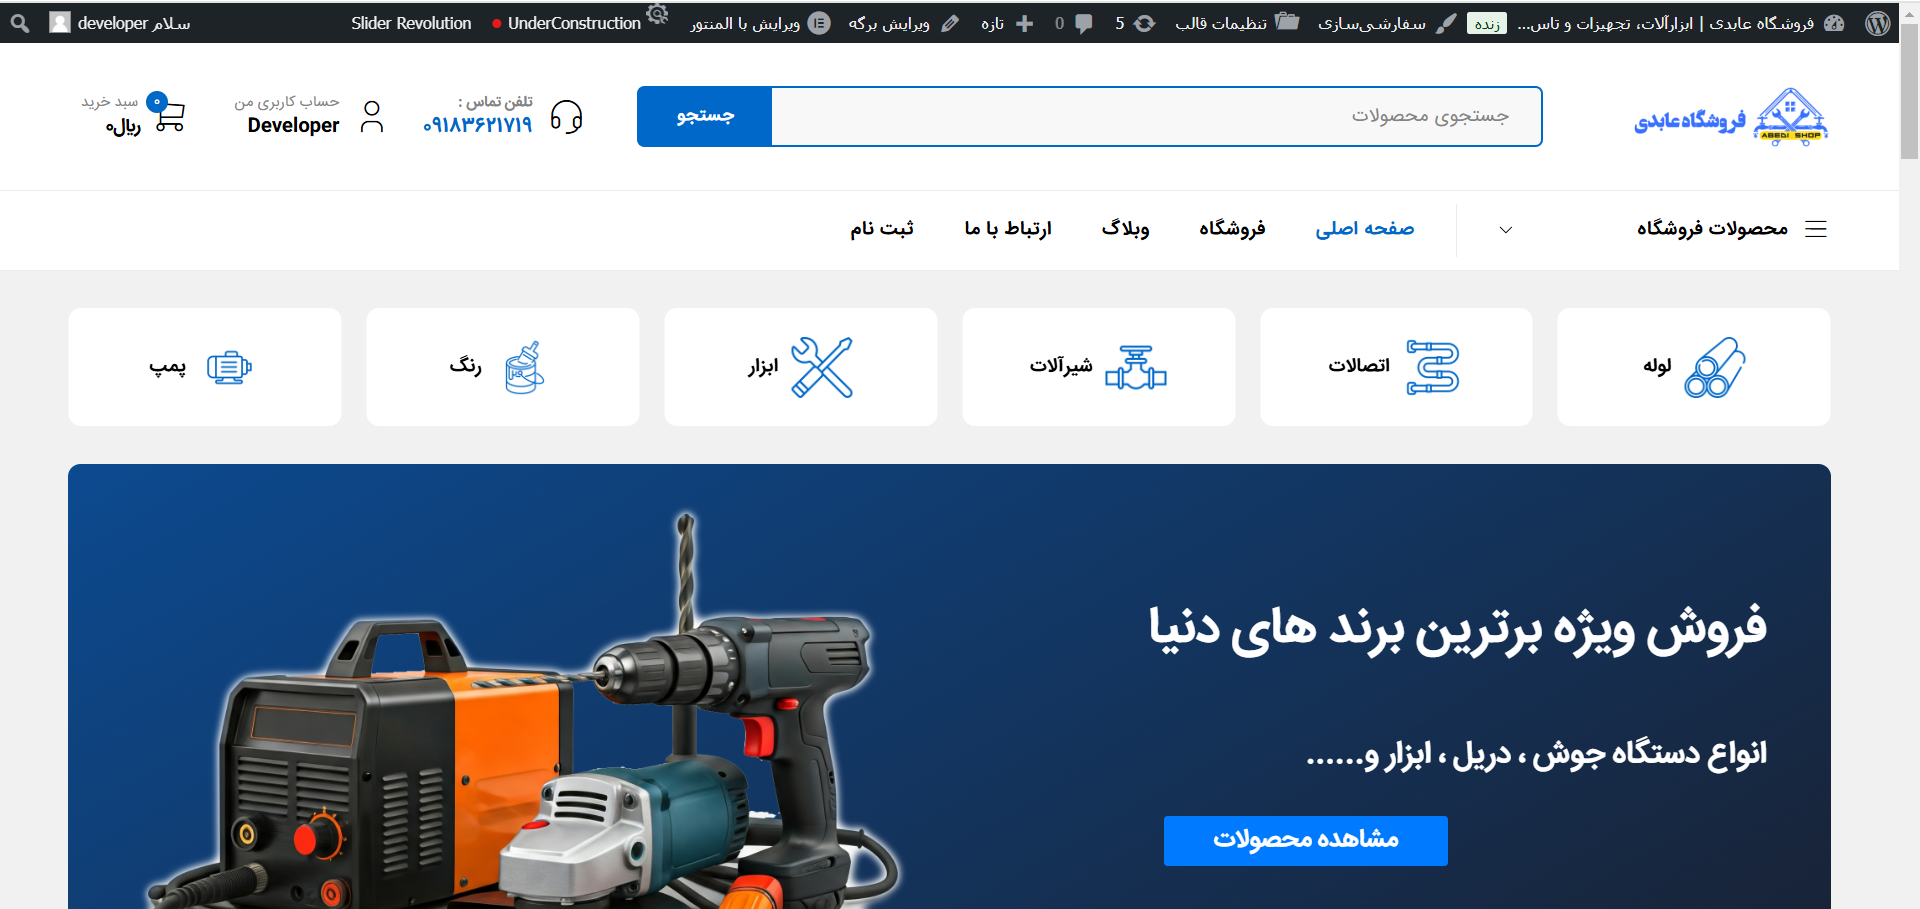 فروشگاه عابدی | ابزارآلات، تجهیزات و تاس...
زنده
سفارشی‌سازی
تنظیمات قالب
5
0
تازه
ویرایش برگه
ویرایش با المنتور
UnderConstruction
Slider Revolution
سلام developer
فروشگاه عابدی
ABEDI SHOP
جستجوی محصولات
جستجو
تلفن تماس :
۰۹۱۸۳۶۲۱۷۱۹
حساب کاربری من
Developer
۰
سبد خرید
ریال۰
محصولات فروشگاه
صفحه اصلی
فروشگاه
وبلاگ
ارتباط با ما
ثبت نام
لوله
اتصالات
شیرآلات
ابزار
رنگ
پمپ
فروش ویژه برترین برند های دنیا
انواع دستگاه جوش ، دریل ، ابزار و......
مشاهده محصولات